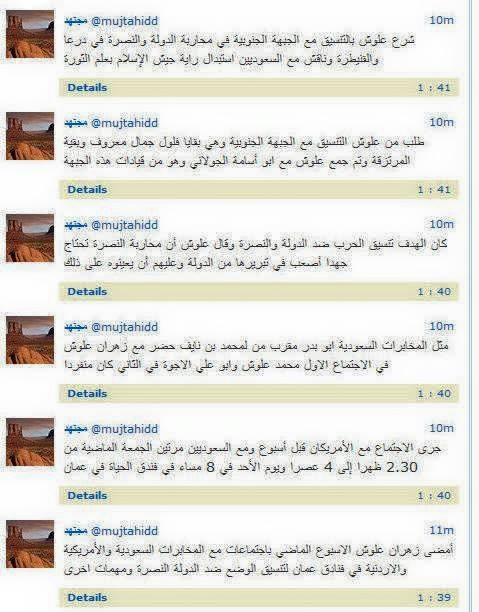 مجتهد @mujtahidd 10m
شرع علوش بالتنسيق مع الجبهة الجنوبية في محاربة الدولة والنصرة في درعا
والقنيطرة وناقش مع السعوديين استبدال راية جيش الإسلام بعلم الثورة
Details 1 : 41
مجتهد @mujtahidd 10m
طلب من علوش التنسيق مع الجبهة الجنوبية وهي بقايا فلول جمال معروف وبقية
المرتزقة وتم جمع علوش مع ابو أسامة الجولاني وهو من قيادات هذه الجبهة
Details 1 : 41
مجتهد @mujtahidd 10m
كان الهدف تنسيق الحرب ضد الدولة والنصرة وقال علوش أن محاربة النصرة تحتاج
جهدا أصعب في تبريرها من الدولة وعليهم أن يعينوه على ذلك
Details 1 : 40
مجتهد @mujtahidd 10m
مثل المخابرات السعودية ابو بدر مقرب من لمحمد بن نايف حضر مع زهران علوش
في الاجتماع الاول محمد علوش وابو علي الاجوة في الثاني كان منفردا
Details 1 : 40
مجتهد @mujtahidd 10m
جرى الاجتماع مع الأمريكان قبل أسبوع ومع السعوديين مرتين الجمعة الماضية من
2.30 ظهرا إلى 4 عصرا ويوم الأحد في 8 مساء في فندق الحياة في عمان
Details 1 : 40
مجتهد @mujtahidd 11m
أمضى زهران علوش الاسبوع الماضي باجتماعات مع المخابرات السعودية والأمريكية
والاردنية في فنادق عمان لتنسيق الوضع ضد الدولة النصرة ومهمات اخرى
Details 1 : 39